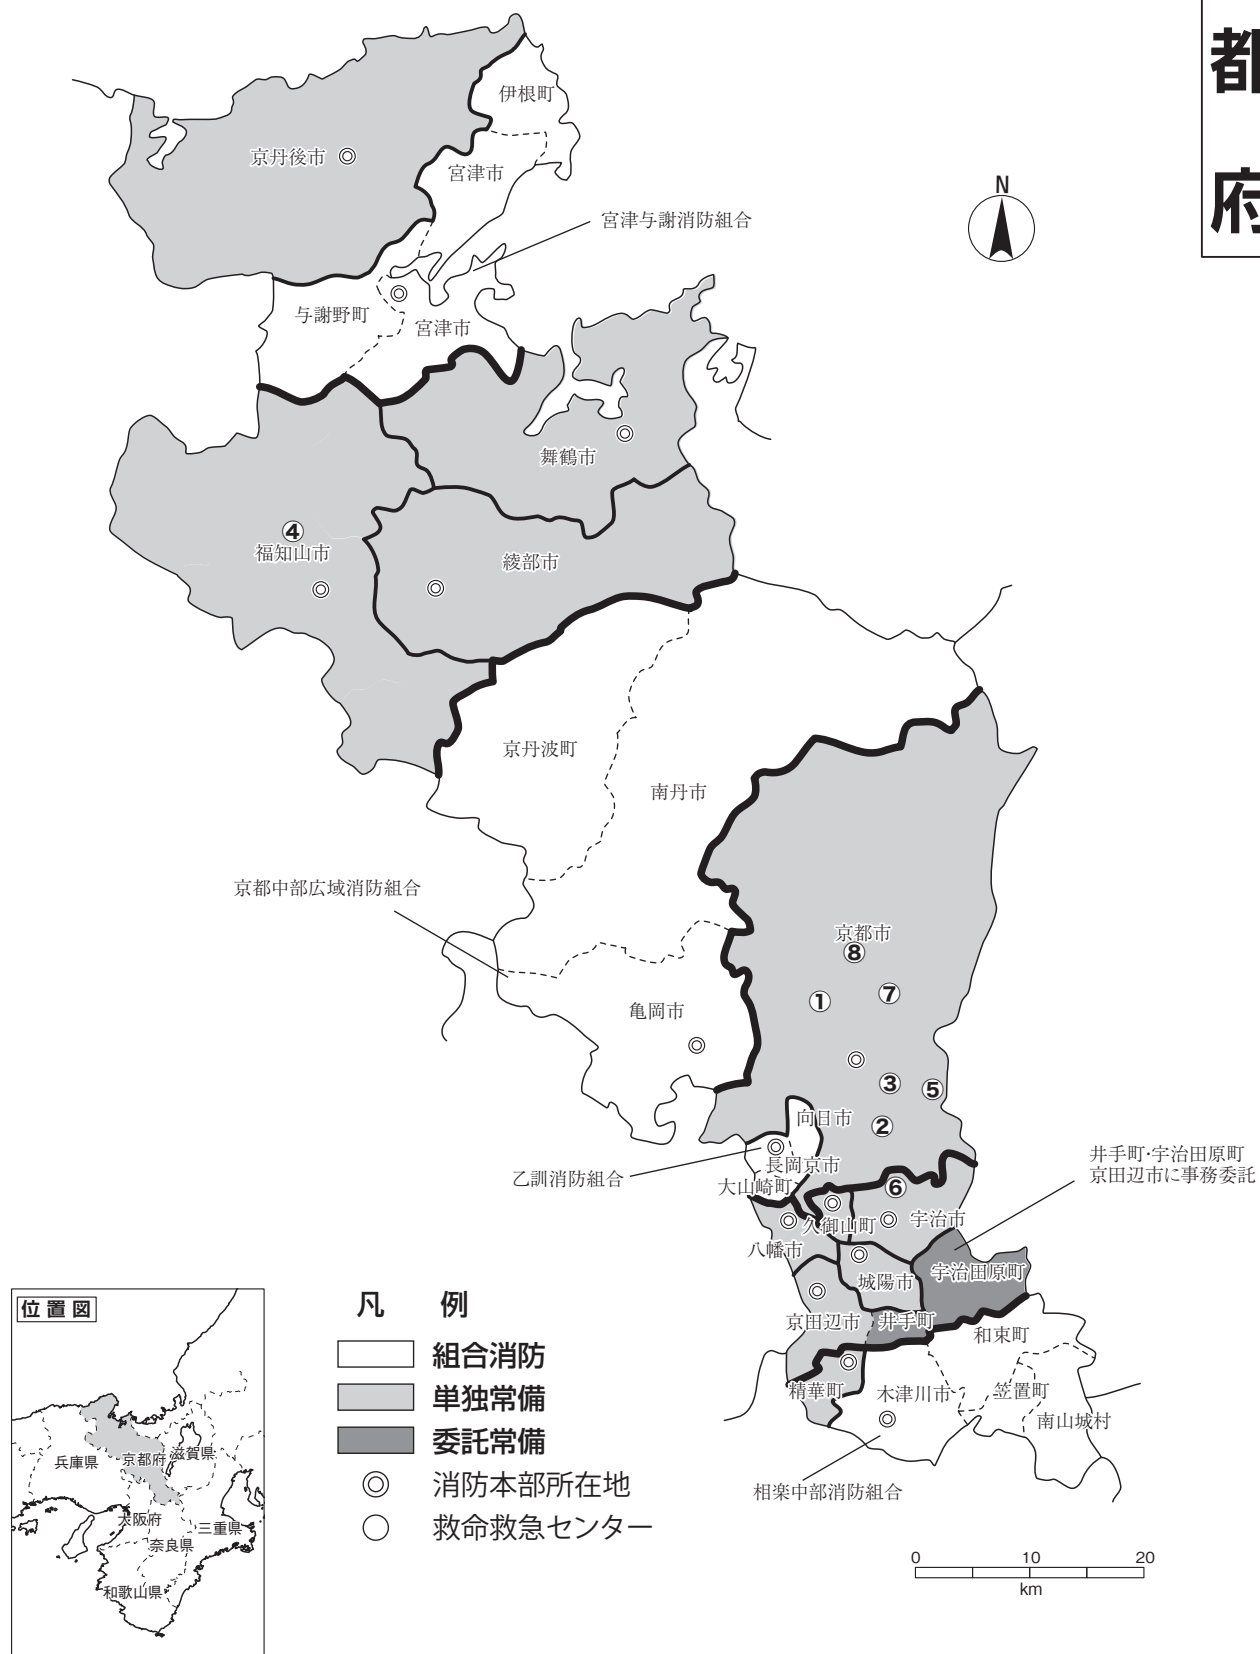 都
府
伊根町
京丹後市
宮津市
N
宮津与謝消防組合
与謝野町
宮津市
舞鶴市
4
福知山市
綾部市
京丹波町
南丹市
京都中部広域消防組合
京都市
8
1
7
亀岡市
3
5
2
向日市
長岡京市
乙訓消防組合
大山崎町
井手町・宇治田原町
京田辺市に事務委託
6
久御山町
宇治市
八幡市
城陽市
宇治田原町
京田辺市
井手町
和束町
精華町
木津川市
笠置町
南山城村
相楽中部消防組合
位置図
兵庫県
京都府
滋賀県
大阪府
三重県
奈良県
和歌山県
凡 例
組合消防
単独常備
委託常備
消防本部所在地
救命救急センター
0 10 20
km